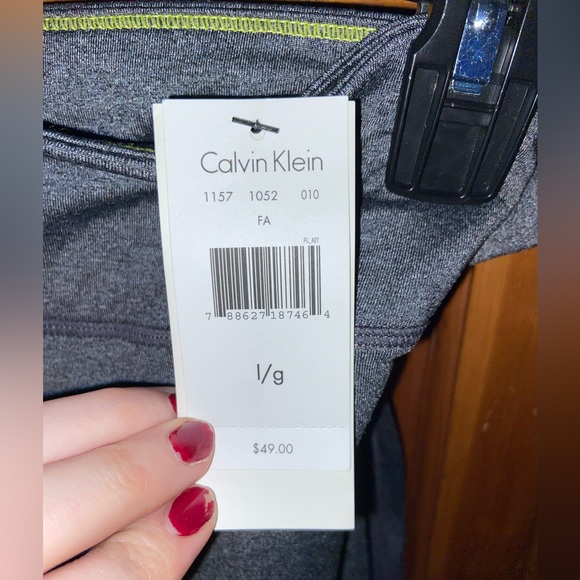 Calvin Klein
1157 1052 010
FA
FL_407
7 88627 18746 4
l/g
$49.00